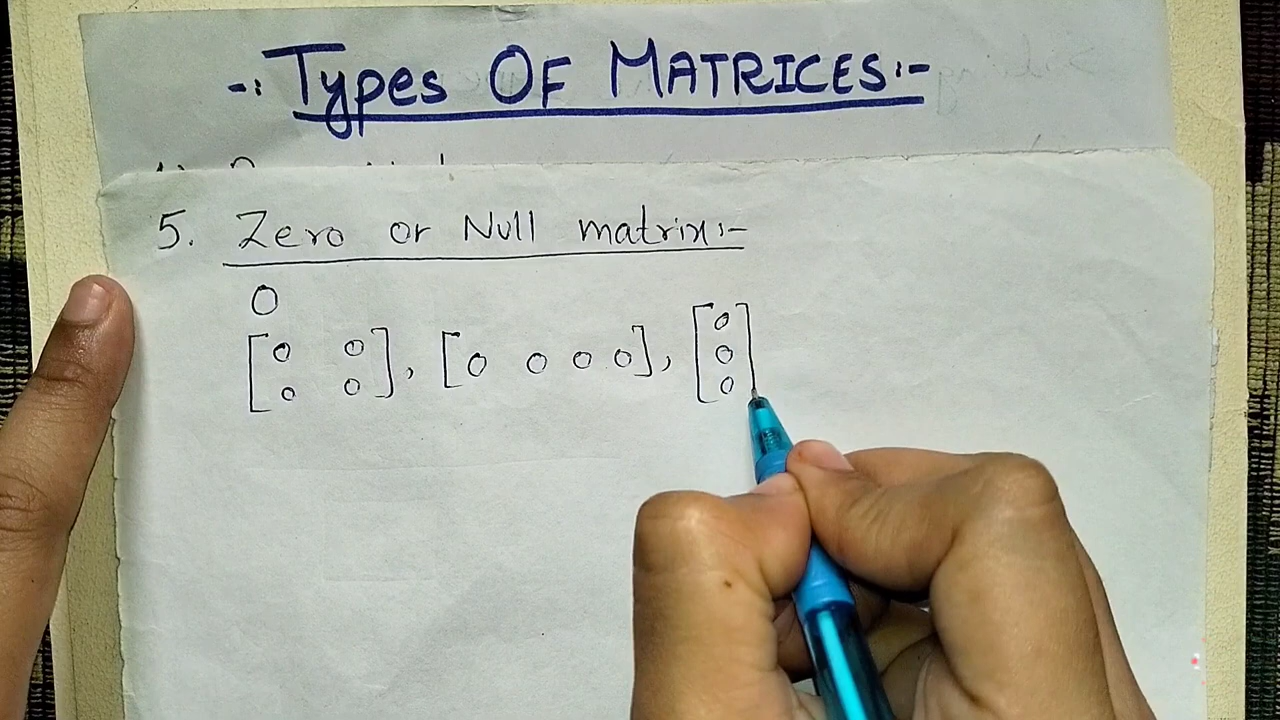 -: Types OF MATRICES:-
5. Zero or Null matrix:-
0
[0 0
0 0], [0 0 0 0], [0
0
0]